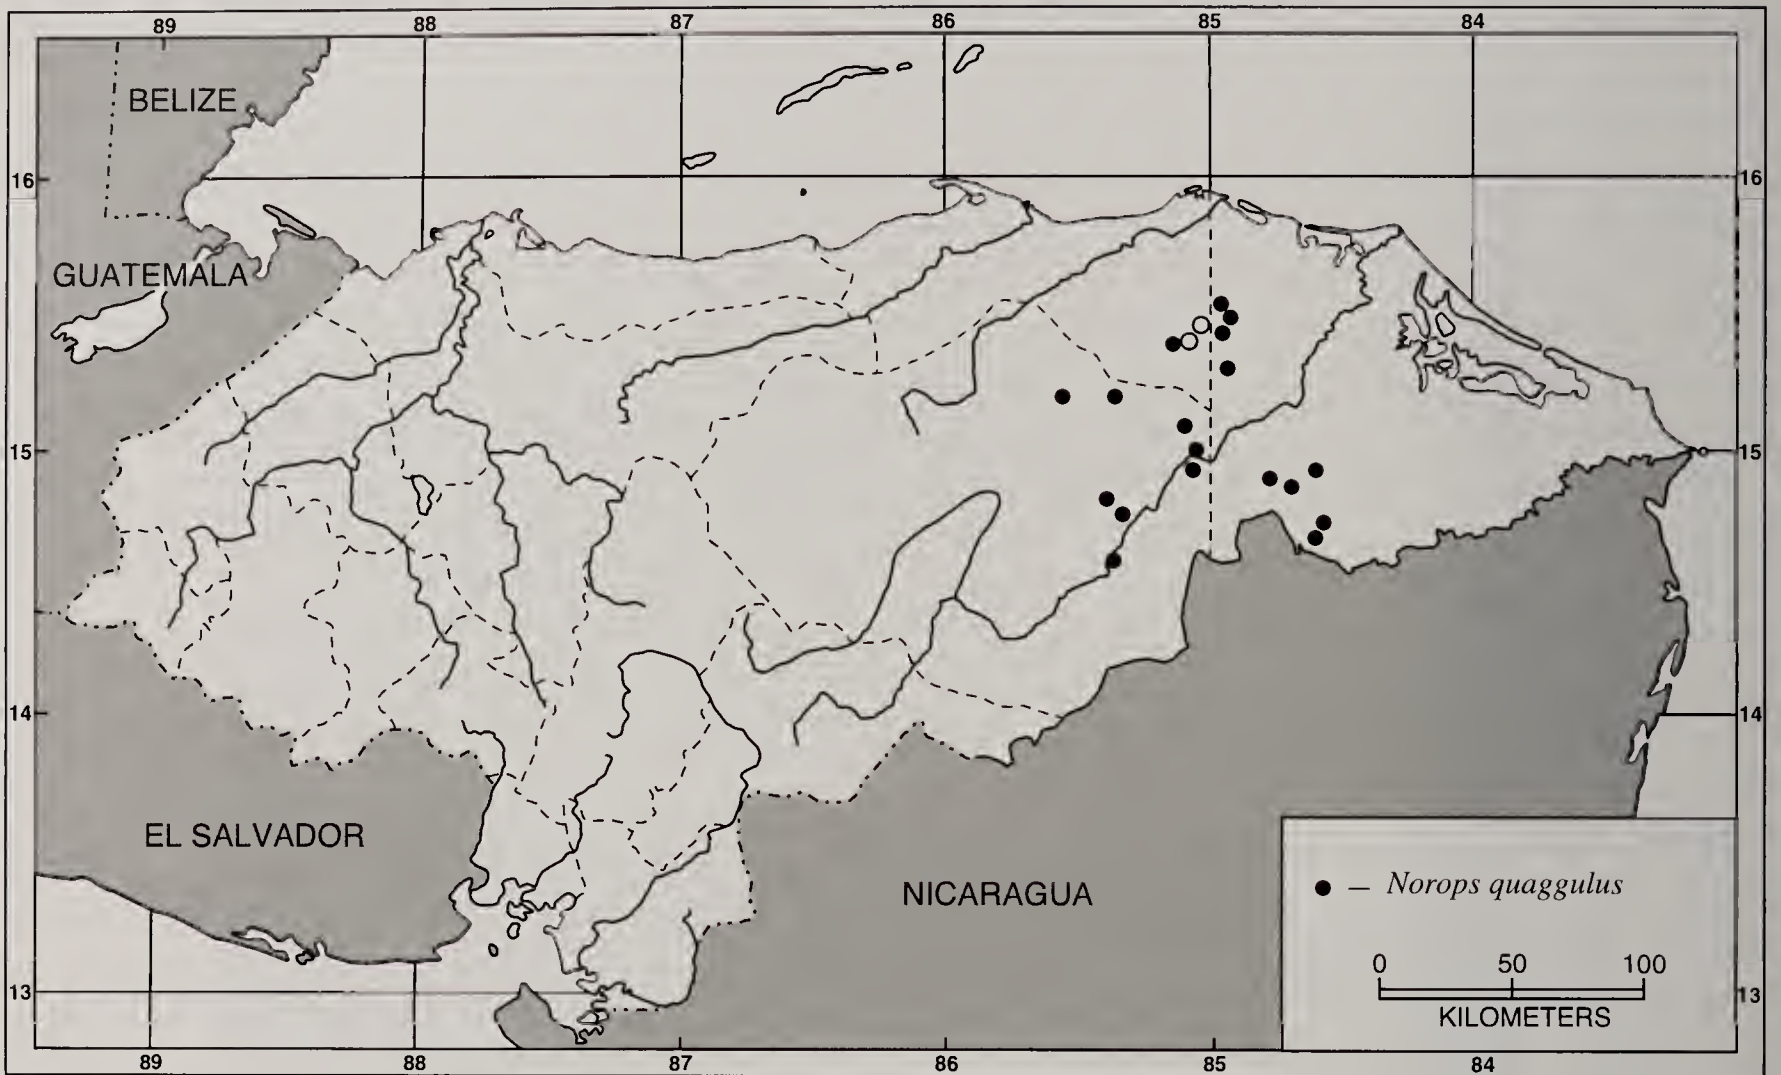 89 88 87 86 85 84
BELIZE
16 16
GUATEMALA
15 15
14 14
EL SALVADOR
NICARAGUA
● — Norops quaggulus
0 50 100
KILOMETERS
13 13
89 88 87 86 85 84